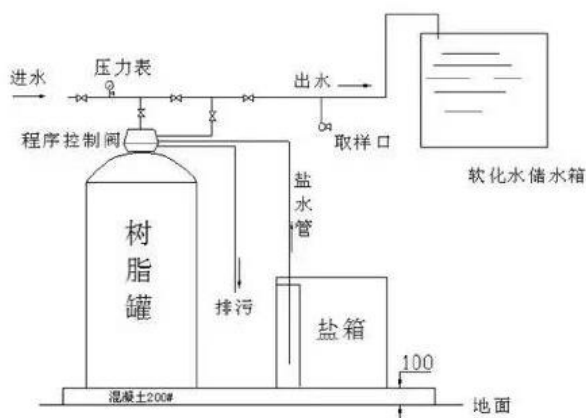 进水
压力表
出水
程序控制阀
取样口
软化水储水箱
盐水管
树脂罐
排污
盐箱
100
混凝土200#
地面